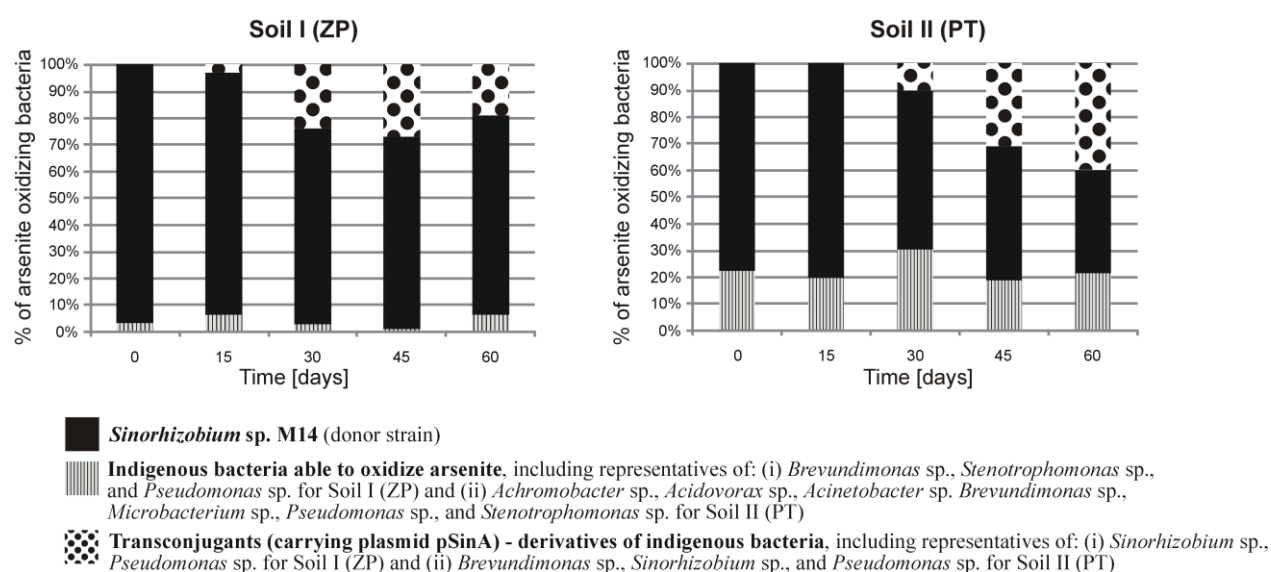 Soil I (ZP)
% of arsenite oxidizing bacteria
100%
90%
80%
70%
60%
50%
40%
30%
20%
10%
0%
0 15 30 45 60
Time [days]
Soil II (PT)
% of arsenite oxidizing bacteria
100%
90%
80%
70%
60%
50%
40%
30%
20%
10%
0%
0 15 30 45 60
Time [days]
Sinorhizobium sp. M14 (donor strain)
Indigenous bacteria able to oxidize arsenite, including representatives of: (i) Brevundimonas sp., Stenotrophomonas sp.,
and Pseudomonas sp. for Soil I (ZP) and (ii) Achromobacter sp., Acidovorax sp., Acinetobacter sp. Brevundimonas sp.,
Microbacterium sp., Pseudomonas sp., and Stenotrophomonas sp. for Soil II (PT)
Transconjugants (carrying plasmid pSinA) - derivatives of indigenous bacteria, including representatives of: (i) Sinorhizobium sp.,
Pseudomonas sp. for Soil I (ZP) and (ii) Brevundimonas sp., Sinorhizobium sp., and Pseudomonas sp. for Soil II (PT)